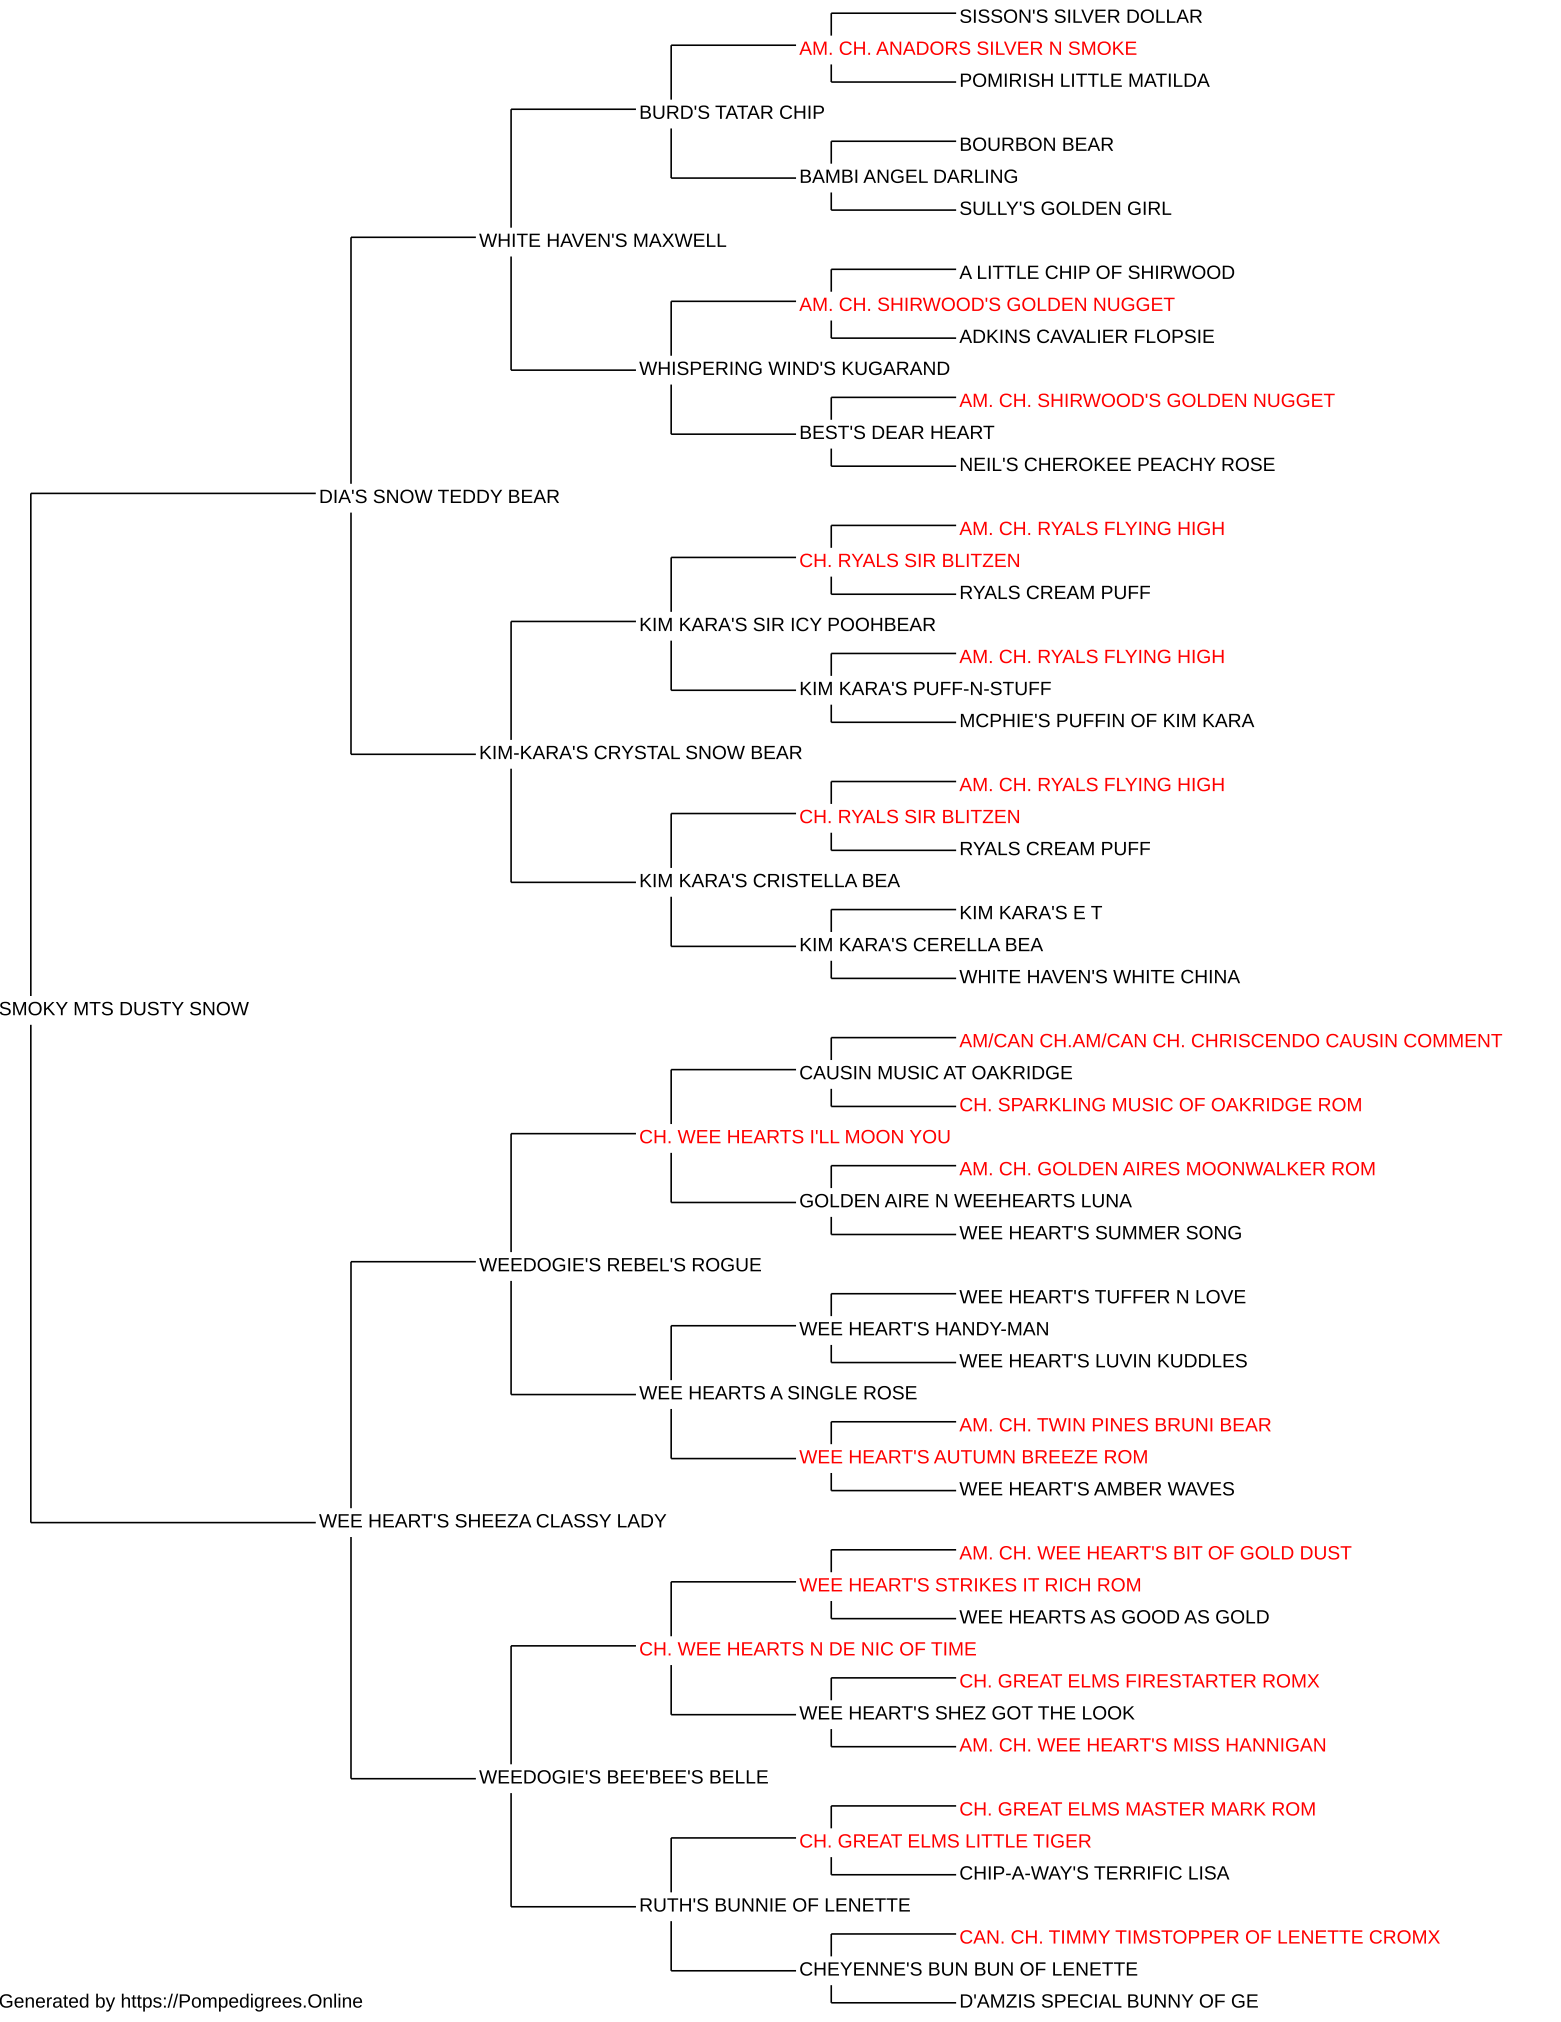 SISSON'S SILVER DOLLAR
AM. CH. ANADORS SILVER N SMOKE
POMIRISH LITTLE MATILDA
BURD'S TATAR CHIP
BOURBON BEAR
BAMBI ANGEL DARLING
SULLY'S GOLDEN GIRL
WHITE HAVEN'S MAXWELL
A LITTLE CHIP OF SHIRWOOD
AM. CH. SHIRWOOD'S GOLDEN NUGGET
ADKINS CAVALIER FLOPSIE
WHISPERING WIND'S KUGARAND
AM. CH. SHIRWOOD'S GOLDEN NUGGET
BEST'S DEAR HEART
NEIL'S CHEROKEE PEACHY ROSE
DIA'S SNOW TEDDY BEAR
AM. CH. RYALS FLYING HIGH
CH. RYALS SIR BLITZEN
RYALS CREAM PUFF
KIM KARA'S SIR ICY POOHBEAR
AM. CH. RYALS FLYING HIGH
KIM KARA'S PUFF-N-STUFF
MCPHIE'S PUFFIN OF KIM KARA
KIM-KARA'S CRYSTAL SNOW BEAR
AM. CH. RYALS FLYING HIGH
CH. RYALS SIR BLITZEN
RYALS CREAM PUFF
KIM KARA'S CRISTELLA BEA
KIM KARA'S E T
KIM KARA'S CERELLA BEA
WHITE HAVEN'S WHITE CHINA
SMOKY MTS DUSTY SNOW
AM/CAN CH.AM/CAN CH. CHRISCENDO CAUSIN COMMENT
CAUSIN MUSIC AT OAKRIDGE
CH. SPARKLING MUSIC OF OAKRIDGE ROM
CH. WEE HEARTS I'LL MOON YOU
AM. CH. GOLDEN AIRES MOONWALKER ROM
GOLDEN AIRE N WEEHEARTS LUNA
WEE HEART'S SUMMER SONG
WEEDOGIE'S REBEL'S ROGUE
WEE HEART'S TUFFER N LOVE
WEE HEART'S HANDY-MAN
WEE HEART'S LUVIN KUDDLES
WEE HEARTS A SINGLE ROSE
AM. CH. TWIN PINES BRUNI BEAR
WEE HEART'S AUTUMN BREEZE ROM
WEE HEART'S AMBER WAVES
WEE HEART'S SHEEZA CLASSY LADY
AM. CH. WEE HEART'S BIT OF GOLD DUST
WEE HEART'S STRIKES IT RICH ROM
WEE HEARTS AS GOOD AS GOLD
CH. WEE HEARTS N DE NIC OF TIME
CH. GREAT ELMS FIRESTARTER ROMX
WEE HEART'S SHEZ GOT THE LOOK
AM. CH. WEE HEART'S MISS HANNIGAN
WEEDOGIE'S BEE'BEE'S BELLE
CH. GREAT ELMS MASTER MARK ROM
CH. GREAT ELMS LITTLE TIGER
CHIP-A-WAY'S TERRIFIC LISA
RUTH'S BUNNIE OF LENETTE
CAN. CH. TIMMY TIMSTOPPER OF LENETTE CROMX
CHEYENNE'S BUN BUN OF LENETTE
D'AMZIS SPECIAL BUNNY OF GE
Generated by https://Pompedigrees.Online